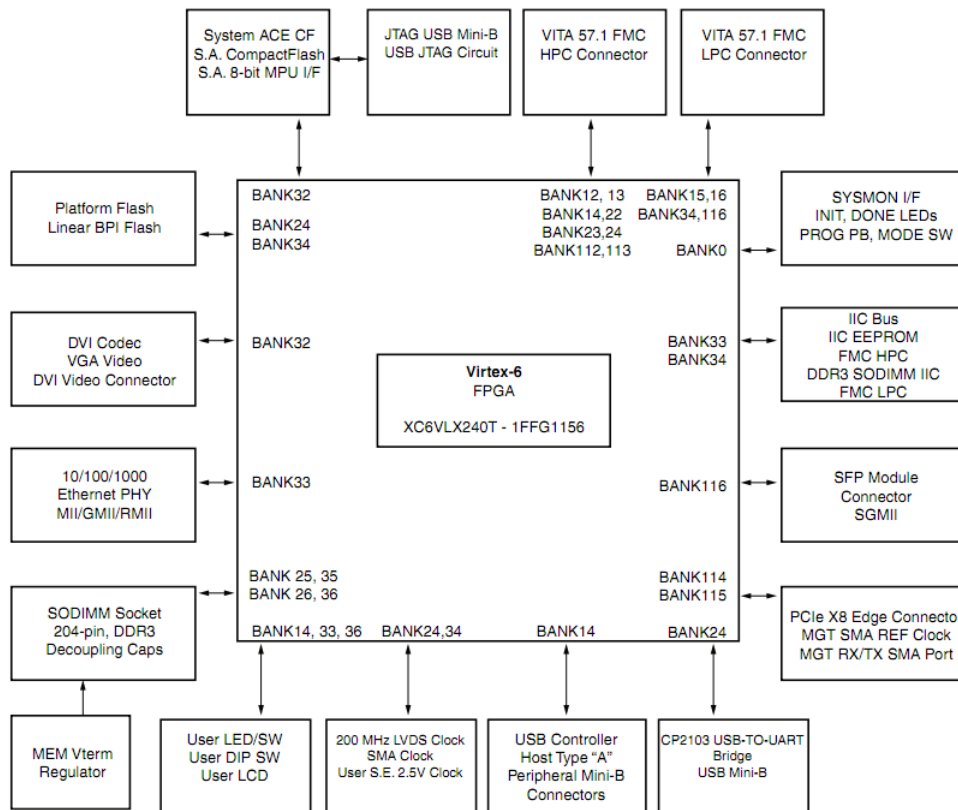 System ACE CF
S.A. CompactFlash
S.A. 8-bit MPU I/F
JTAG USB Mini-B
USB JTAG Circuit
VITA 57.1 FMC
HPC Connector
VITA 57.1 FMC
LPC Connector
Platform Flash
Linear BPI Flash
BANK32
BANK24
BANK34
BANK12, 13
BANK14,22
BANK23,24
BANK112,113
BANK15,16
BANK34,116
BANK0
SYSMON I/F
INIT, DONE LEDs
PROG PB, MODE SW
DVI Codec
VGA Video
DVI Video Connector
BANK32
Virtex-6
FPGA
XC6VLX240T - 1FFG1156
BANK33
BANK34
IIC Bus
IIC EEPROM
FMC HPC
DDR3 SODIMM IIC
FMC LPC
10/100/1000
Ethernet PHY
MII/GMII/RMII
BANK33
BANK116
SFP Module
Connector
SGMII
SODIMM Socket
204-pin, DDR3
Decoupling Caps
BANK 25, 35
BANK 26, 36
BANK114
BANK115
PCIe X8 Edge Connecto
MGT SMA REF Clock
MGT RX/TX SMA Port
BANK14, 33, 36
BANK24,34
BANK14
BANK24
MEM Vterm
Regulator
User LED/SW
User DIP SW
User LCD
200 MHz LVDS Clock
SMA Clock
User S.E. 2.5V Clock
USB Controller
Host Type “A”
Peripheral Mini-B
Connectors
CP2103 USB-TO-UART
Bridge
USB Mini-B